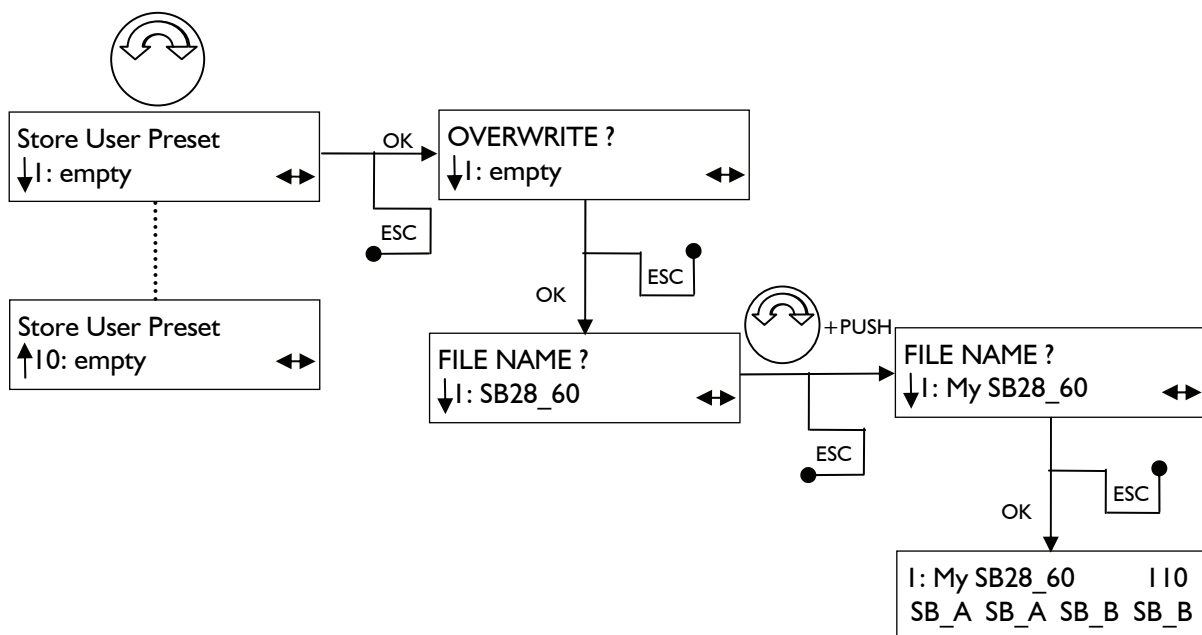 Store User Preset
↓1: empty ↔
OK
ESC
OVERWRITE ?
↓1: empty ↔
ESC
OK
Store User Preset
↑10: empty ↔
FILE NAME ?
↓1: SB28_60 ↔
+PUSH
ESC
FILE NAME ?
↓1: My SB28_60 ↔
ESC
OK
1: My SB28_60 110
SB_A SB_A SB_B SB_B